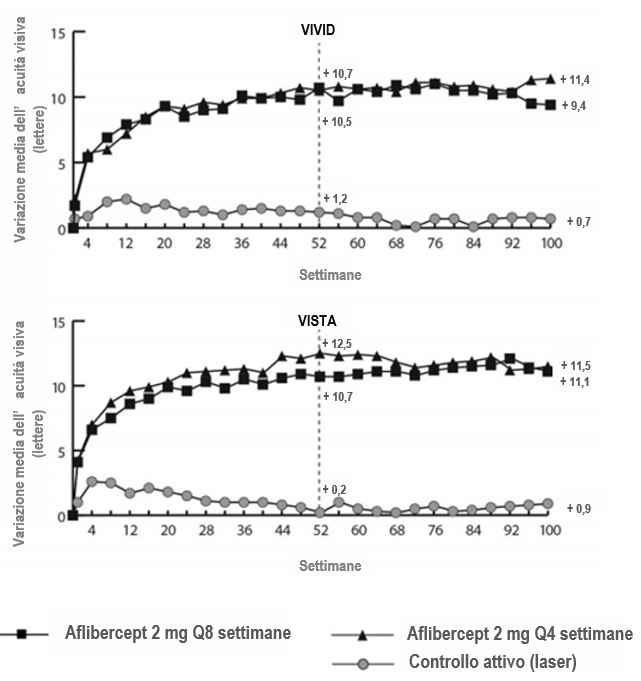 VIVID
15
10
5
0
Variazione media dell' acuità visiva
(lettere)
+ 10,7
+ 10,5
+ 1,2
+ 11,4
+ 9,4
+ 0,7
4 12 20 28 36 44 52 60 68 76 84 92 100
Settimane
VISTA
15
10
5
0
Variazione media dell' acuità visiva
(lettere)
+ 12,5
+ 10,7
+ 0,2
+ 11,5
+ 11,1
+ 0,9
4 12 20 28 36 44 52 60 68 76 84 92 100
Settimane
Aflibercept 2 mg Q8 settimane
Aflibercept 2 mg Q4 settimane
Controllo attivo (laser)